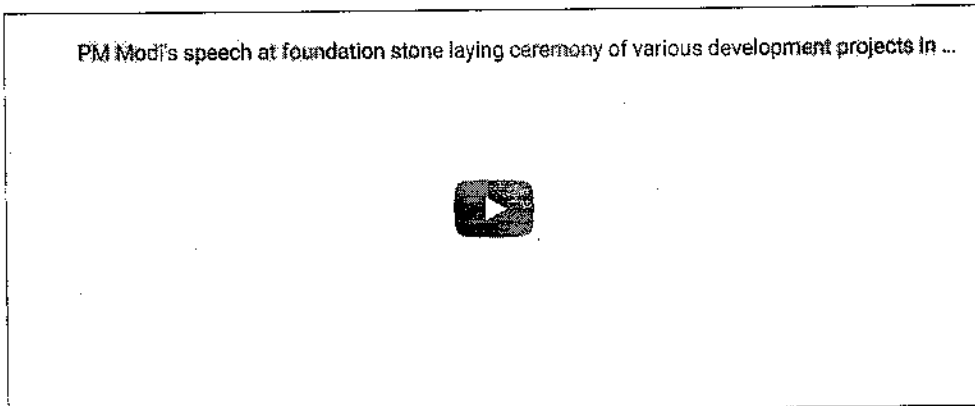 PM Modi's speech at foundation stone laying ceremony of various development projects in ...